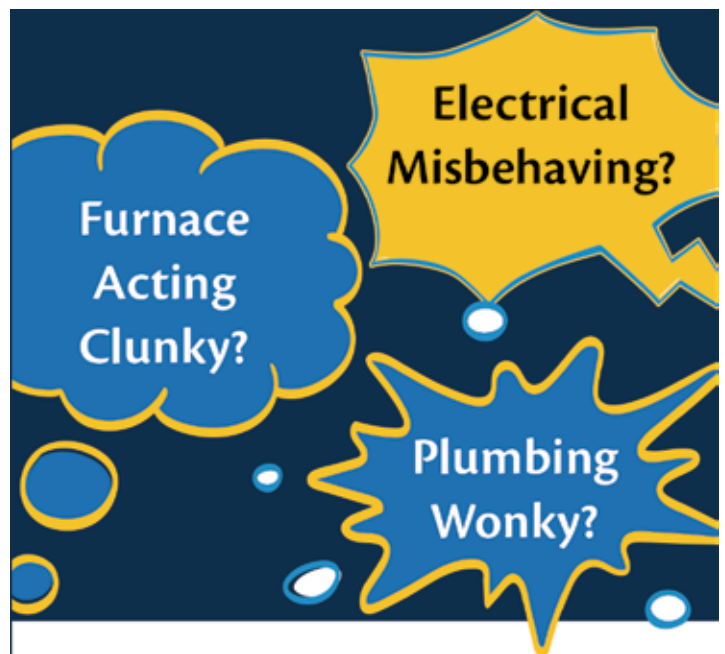 Electrical
Misbehaving?
Furnace
Acting
Clunky?
Plumbing
Wonky?